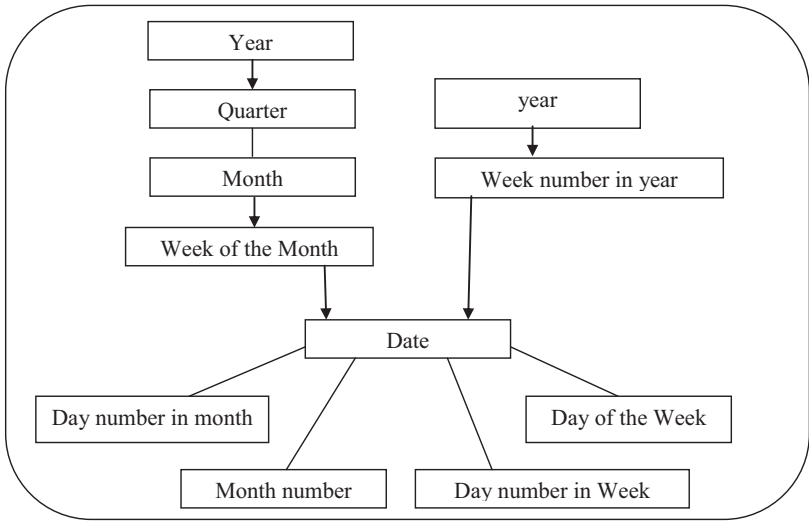 Year
Quarter
year
Month
Week number in year
Week of the Month
Date
Day number in month
Day of the Week
Month number
Day number in Week